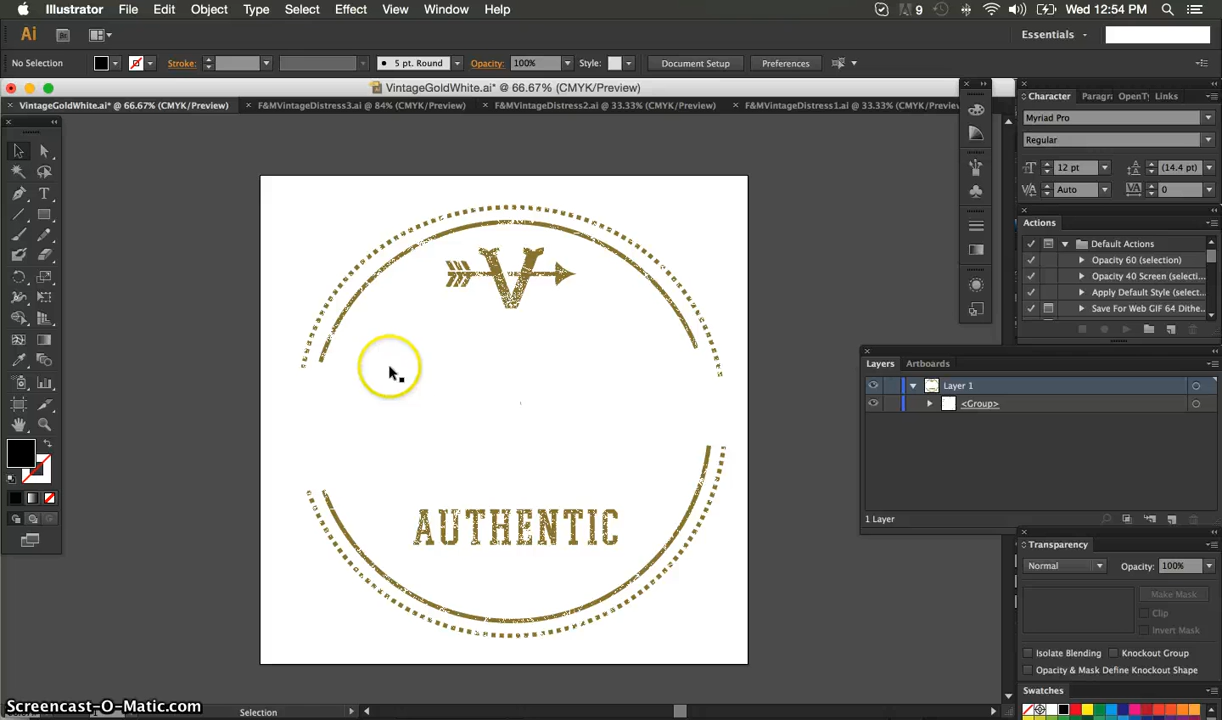 Illustrator File Edit Object Type Select Effect View Window Help 9 Wed 12:54 PM
Ai Essentials
No Selection Stroke: 5 pt. Round Opacity: 100% Style: Document Setup Preferences
VintageGoldWhite.ai* @ 66.67% (CMYK/Preview)
VintageGoldWhite.ai* @ 66.67% (CMYK/Preview) F&MVintageDistress3.ai @ 84% (CMYK/Preview) F&MVintageDistress2.ai @ 33.33% (CMYK/Preview) F&MVintageDistress1.ai @ 33.33% (CMYK/Preview)
Character Paragr OpenTy Links
Myriad Pro
Regular
12 pt (14.4 pt)
Auto 0
Actions
Default Actions
Opacity 60 (selection)
Opacity 40 Screen (selecti...
Apply Default Style (select...
Save For Web GIF 64 Dithe...
V
AUTHENTIC
Layers Artboards
Layer 1
<Group>
1 Layer
Transparency
Normal Opacity: 100%
Make Mask
Clip
Invert Mask
Isolate Blending Knockout Group
Opacity & Mask Define Knockout Shape
Swatches
Screencast-O-Matic.com
Selection